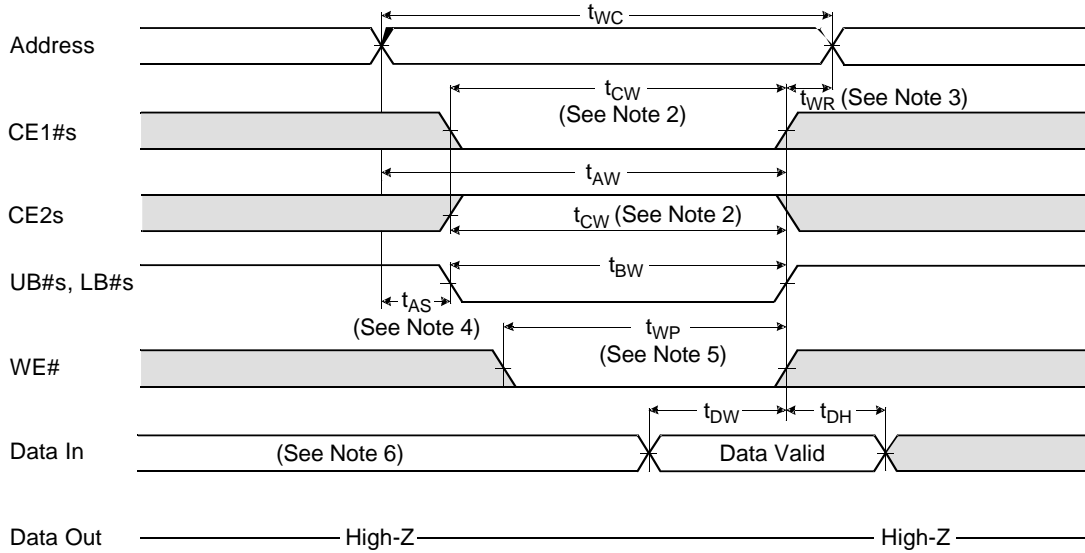 tWC
Address
tCW
(See Note 2)
tWR (See Note 3)
CE1#s
tAW
CE2s
tCW (See Note 2)
tBW
UB#s, LB#s
tAS
(See Note 4)
tWP
(See Note 5)
WE#
tDW
tDH
Data In
(See Note 6)
Data Valid
Data Out
High-Z
High-Z